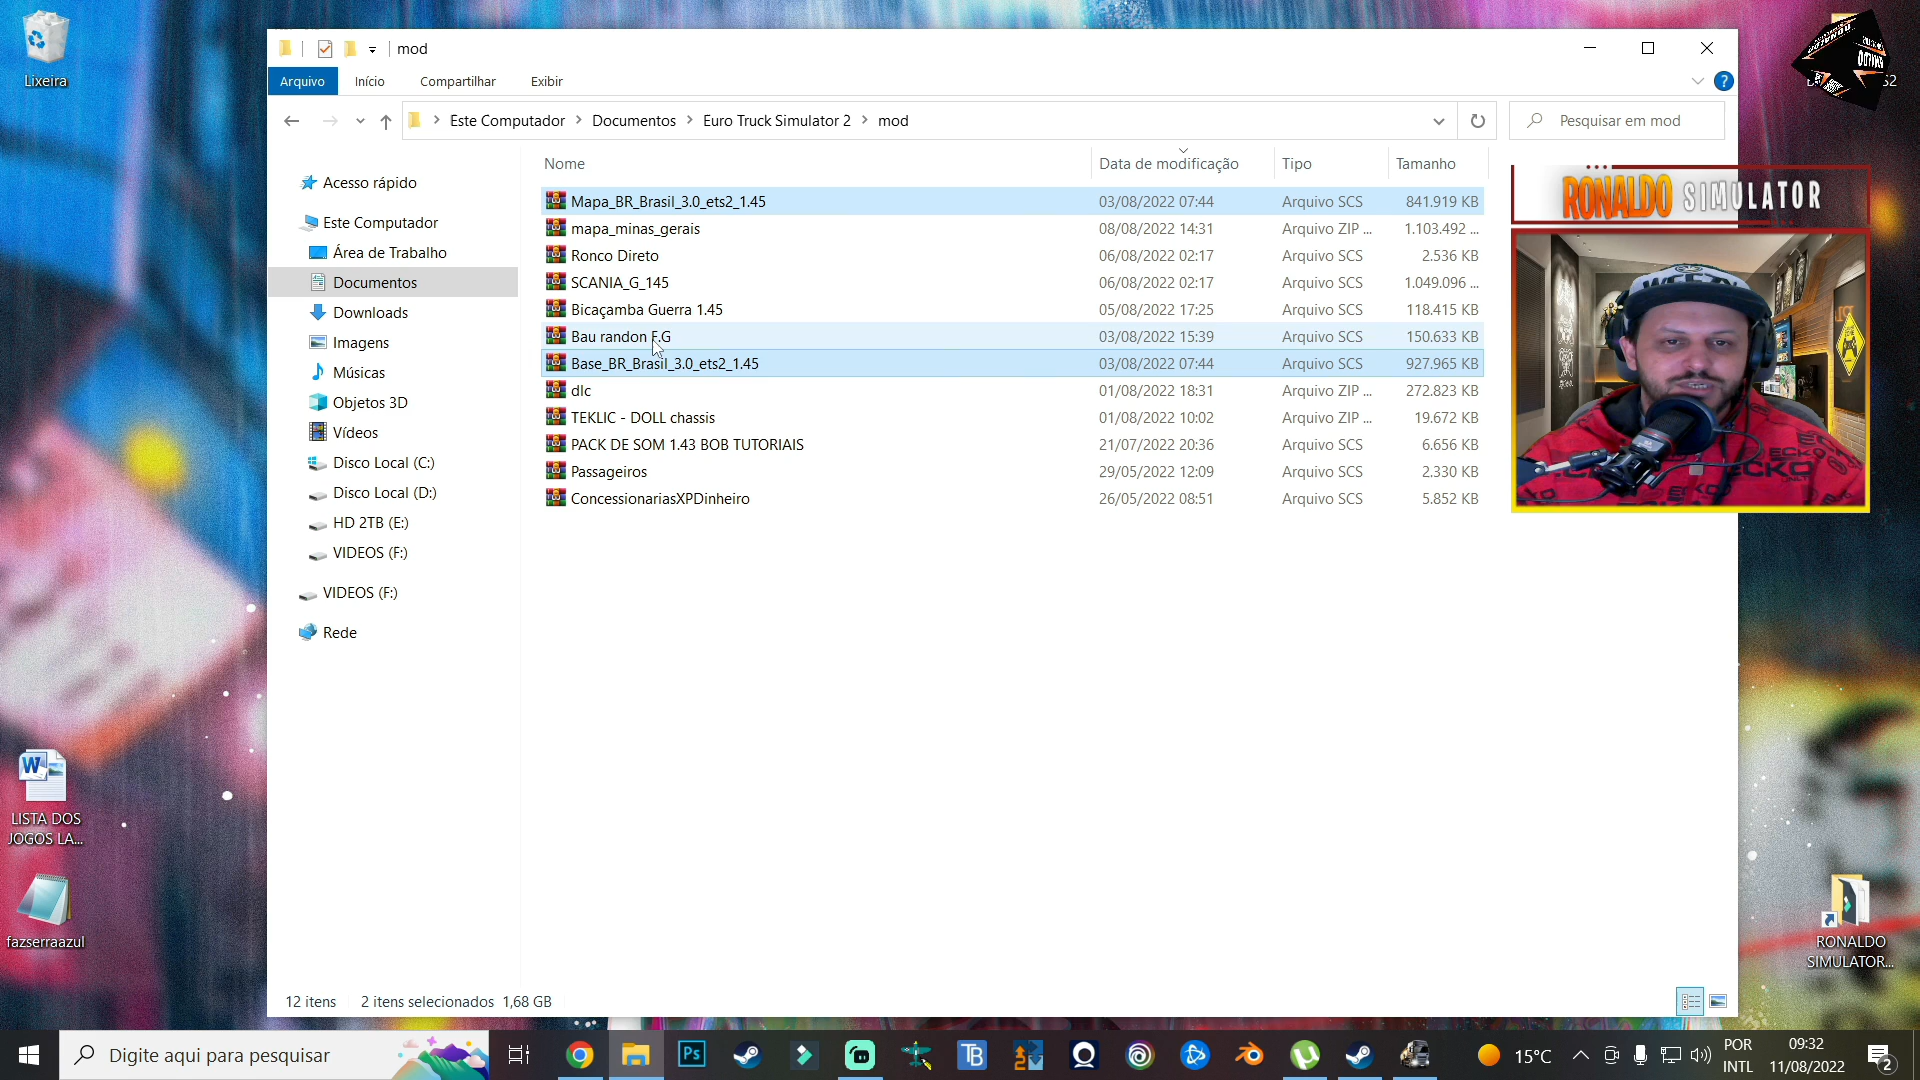 Lixeira
mod
Arquivo
Início
Compartilhar
Exibir
?
Este Computador > Documentos > Euro Truck Simulator 2 > mod
Pesquisar em mod
Acesso rápido
Este Computador
Área de Trabalho
Documentos
Downloads
Imagens
Músicas
Objetos 3D
Vídeos
Disco Local (C:)
Disco Local (D:)
HD 2TB (E:)
VIDEOS (F:)
VIDEOS (F:)
Rede
Nome Data de modificação Tipo Tamanho
Mapa_BR_Brasil_3.0_ets2_1.45 03/08/2022 07:44 Arquivo SCS 841.919 KB
mapa_minas_gerais 08/08/2022 14:31 Arquivo ZIP ... 1.103.492 ...
Ronco Direto 06/08/2022 02:17 Arquivo SCS 2.536 KB
SCANIA_G_145 06/08/2022 02:17 Arquivo SCS 1.049.096 ...
Bicaçamba Guerra 1.45 05/08/2022 17:25 Arquivo SCS 118.415 KB
Bau randon F.G 03/08/2022 15:39 Arquivo SCS 150.633 KB
Base_BR_Brasil_3.0_ets2_1.45 03/08/2022 07:44 Arquivo SCS 927.965 KB
dlc 01/08/2022 18:31 Arquivo ZIP ... 272.823 KB
TEKLIC - DOLL chassis 01/08/2022 10:02 Arquivo ZIP ... 19.672 KB
PACK DE SOM 1.43 BOB TUTORIAIS 21/07/2022 20:36 Arquivo SCS 6.656 KB
Passageiros 29/05/2022 12:09 Arquivo SCS 2.330 KB
ConcessionariasXPDinheiro 26/05/2022 08:51 Arquivo SCS 5.852 KB
RONALDO SIMULATOR
12 itens 2 itens selecionados 1,68 GB
LISTA DOS
JOGOS LA...
fazserraazul
RONALDO
SIMULATOR...
Digite aqui para pesquisar
Ps
TB
15°C
POR
INTL
09:32
11/08/2022
2